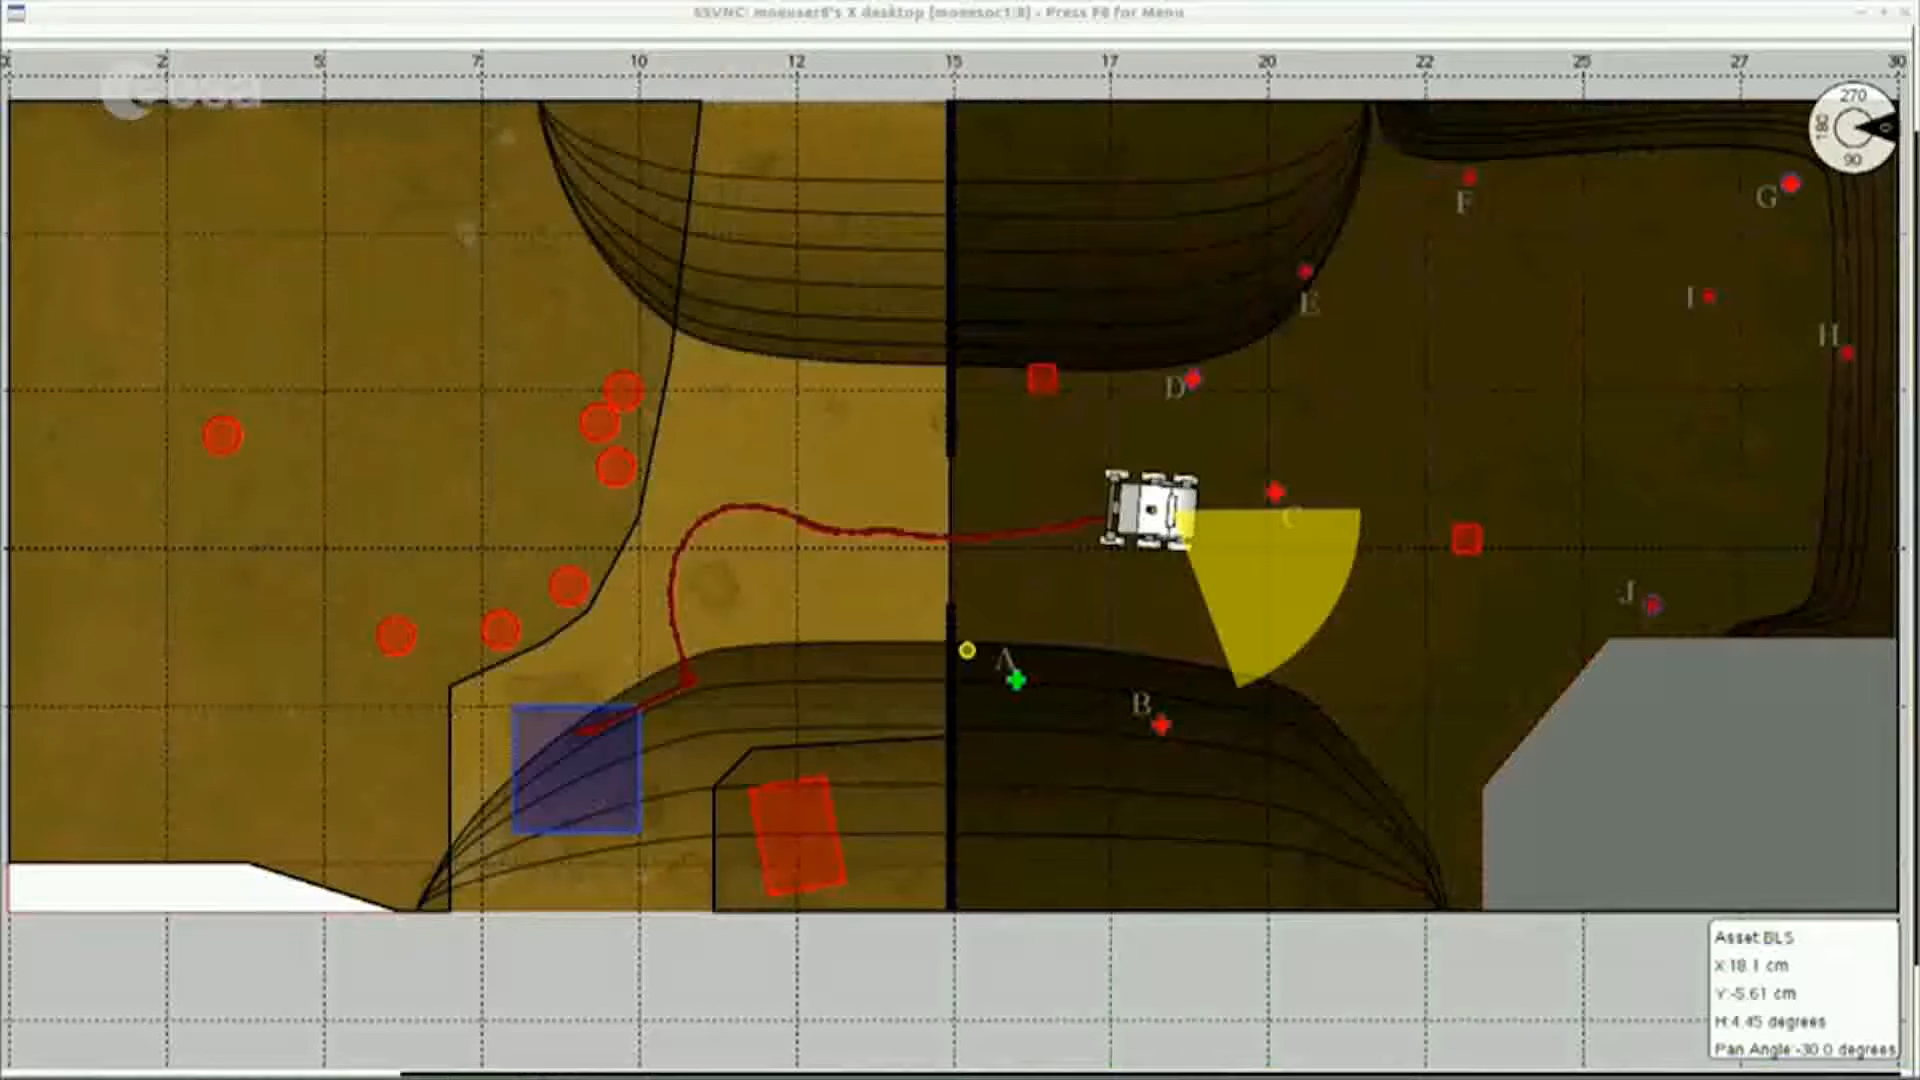 SSVNC: moeuser8's X desktop (moemsoc1:8) - Press F8 for Menu
2 5 7 10 12 15 17 20 22 25 27 30
esa
270
180 0
90
F
G
E
I
H
D
C
J
A
B
Asset:BLS
X:18.1 cm
Y:-5.61 cm
H:4.45 degrees
Pan Angle:-30.0 degrees